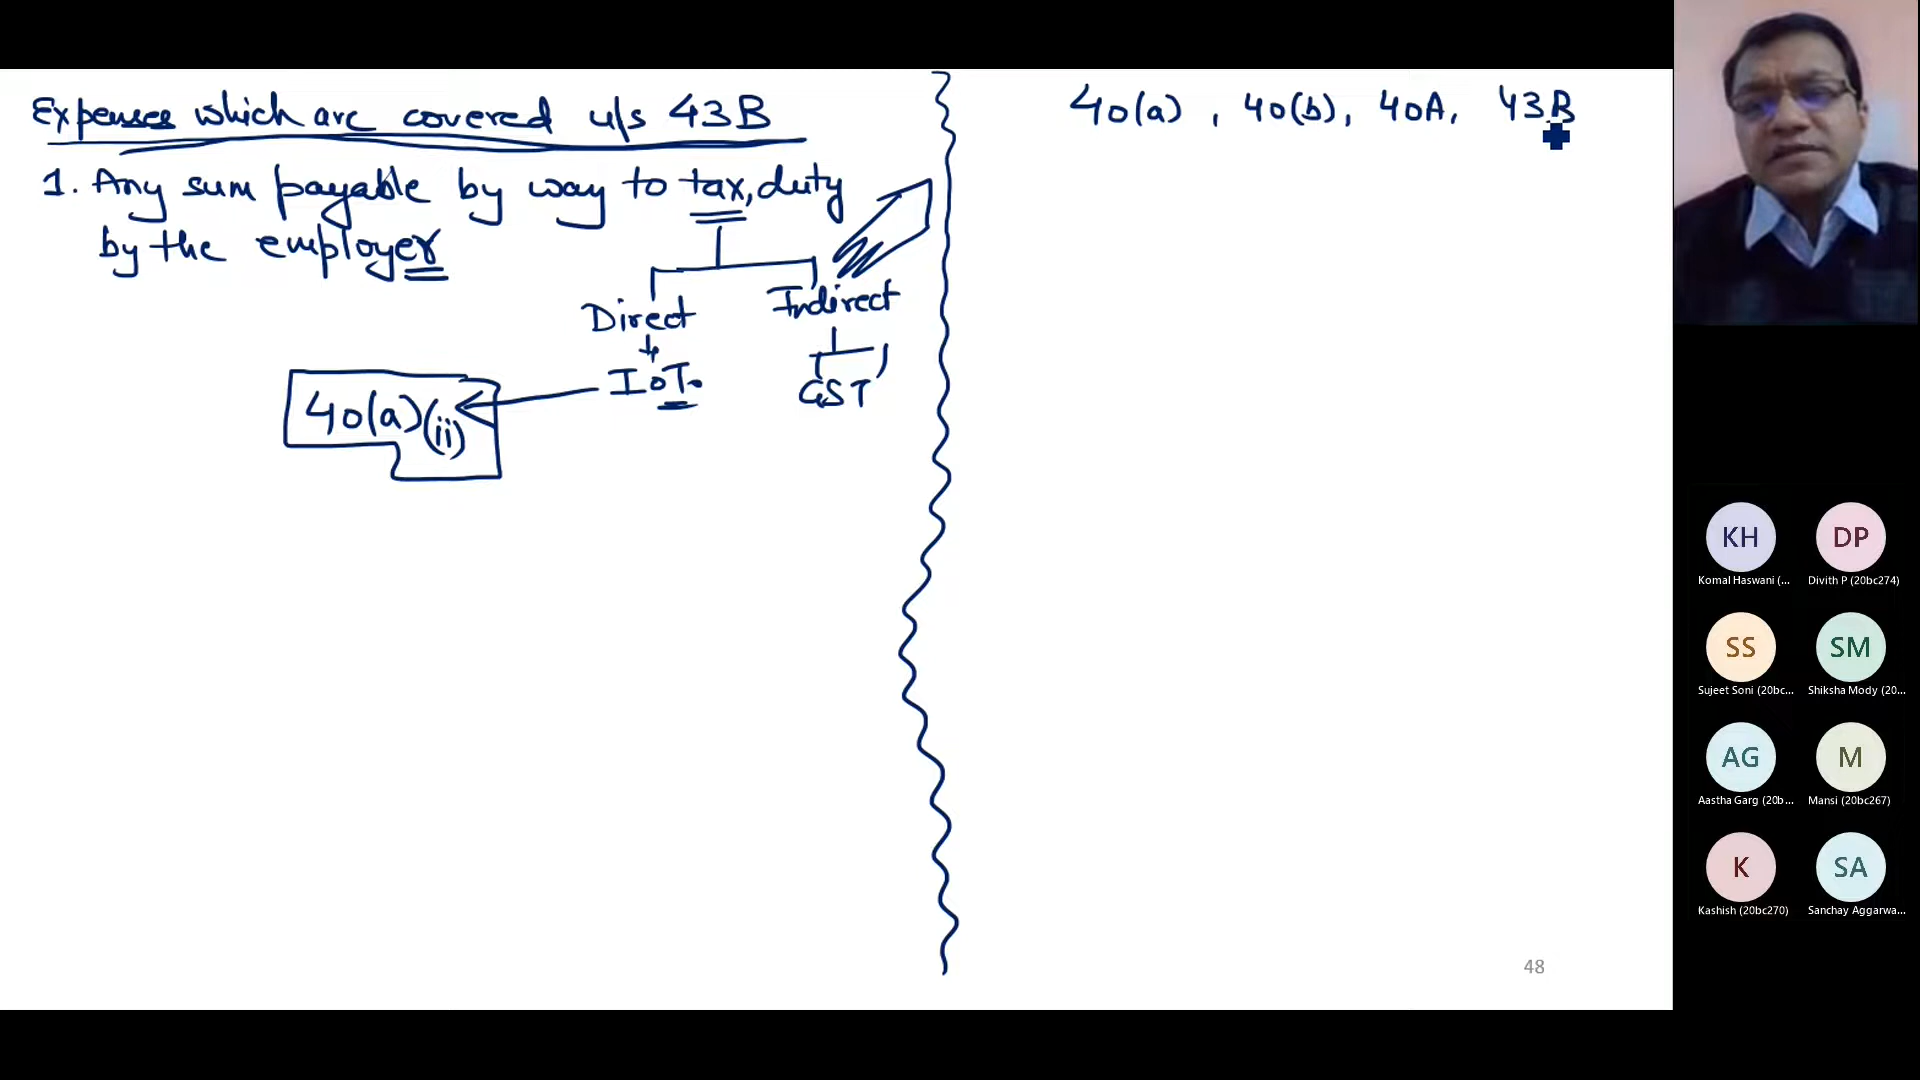 Expenses which are covered u/s 43B
1. Any sum payable by way to tax, duty
by the employer
Direct
Indirect
IoT.
GST
40(a)(ii)
40(a), 40(b), 40A, 43B
48
KH
DP
Komal Haswani (...
Divith P (20bc274)
SS
SM
Sujeet Soni (20bc...
Shiksha Mody (20...
AG
M
Aastha Garg (20b...
Mansi (20bc267)
K
SA
Kashish (20bc270)
Sanchay Aggarwa...